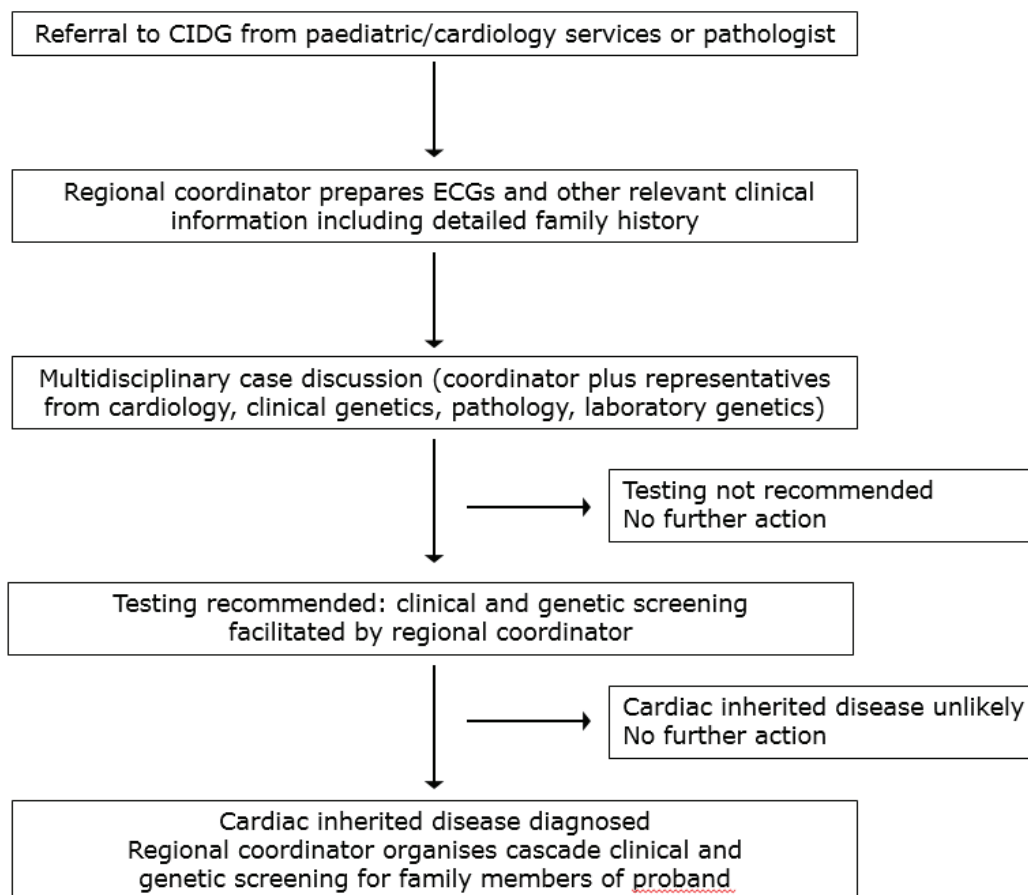 Referral to CIDG from paediatric/cardiology services or pathologist
Regional coordinator prepares ECGs and other relevant clinical
information including detailed family history
Multidisciplinary case discussion (coordinator plus representatives
from cardiology, clinical genetics, pathology, laboratory genetics)
Testing not recommended
No further action
Testing recommended: clinical and genetic screening
facilitated by regional coordinator
Cardiac inherited disease unlikely
No further action
Cardiac inherited disease diagnosed
Regional coordinator organises cascade clinical and
genetic screening for family members of proband